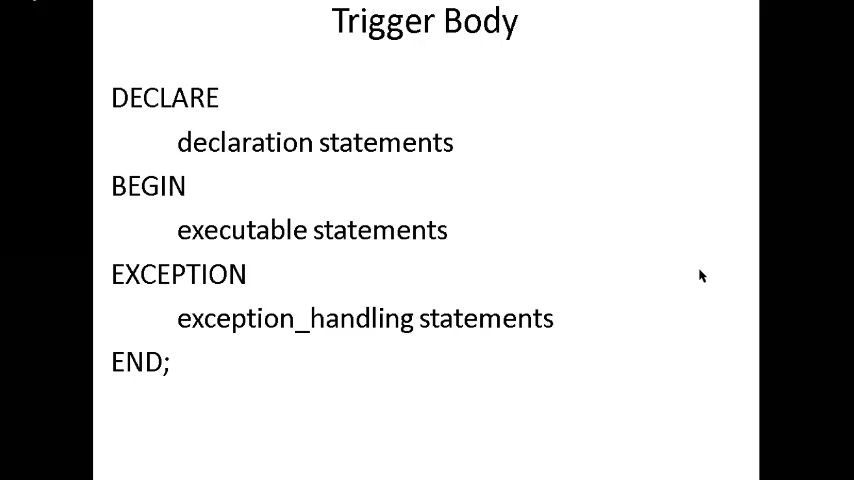 Trigger Body
DECLARE
declaration statements
BEGIN
executable statements
EXCEPTION
exception_handling statements
END;